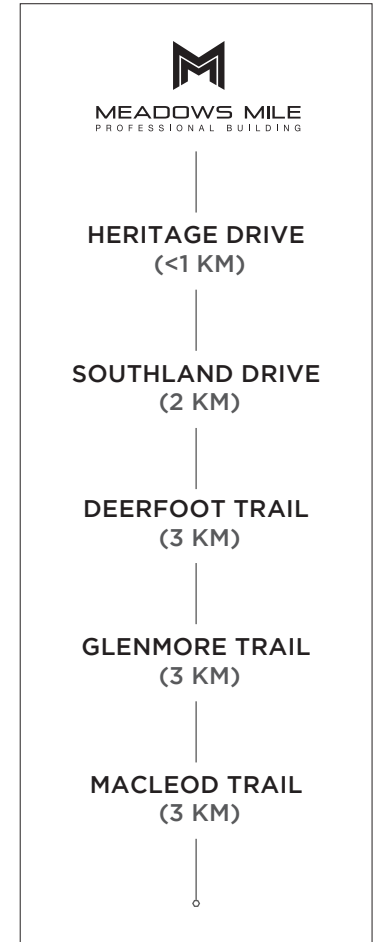 MEADOWS MILE
PROFESSIONAL BUILDING
HERITAGE DRIVE
(<1 KM)
SOUTHLAND DRIVE
(2 KM)
DEERFOOT TRAIL
(3 KM)
GLENMORE TRAIL
(3 KM)
MACLEOD TRAIL
(3 KM)